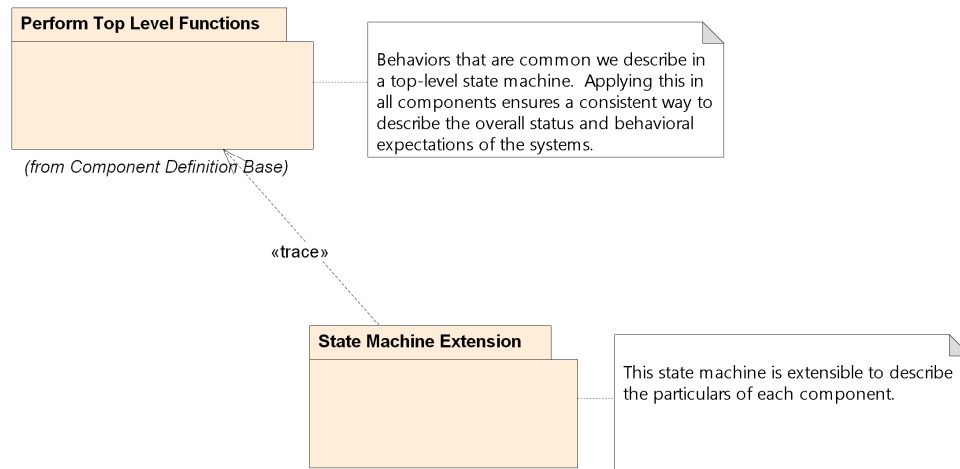 Perform Top Level Functions
Behaviors that are common we describe in
a top-level state machine.  Applying this in
all components ensures a consistent way to
describe the overall status and behavioral
expectations of the systems.
(from Component Definition Base)
«trace»
State Machine Extension
This state machine is extensible to describe
the particulars of each component.